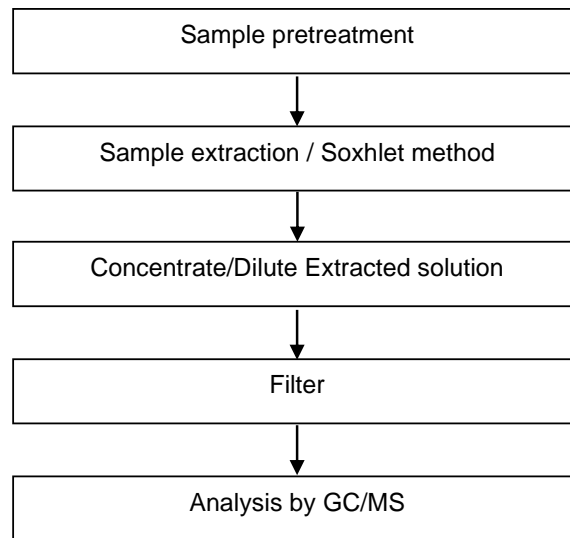 Sample pretreatment
Sample extraction / Soxhlet method
Concentrate/Dilute Extracted solution
Filter
Analysis by GC/MS